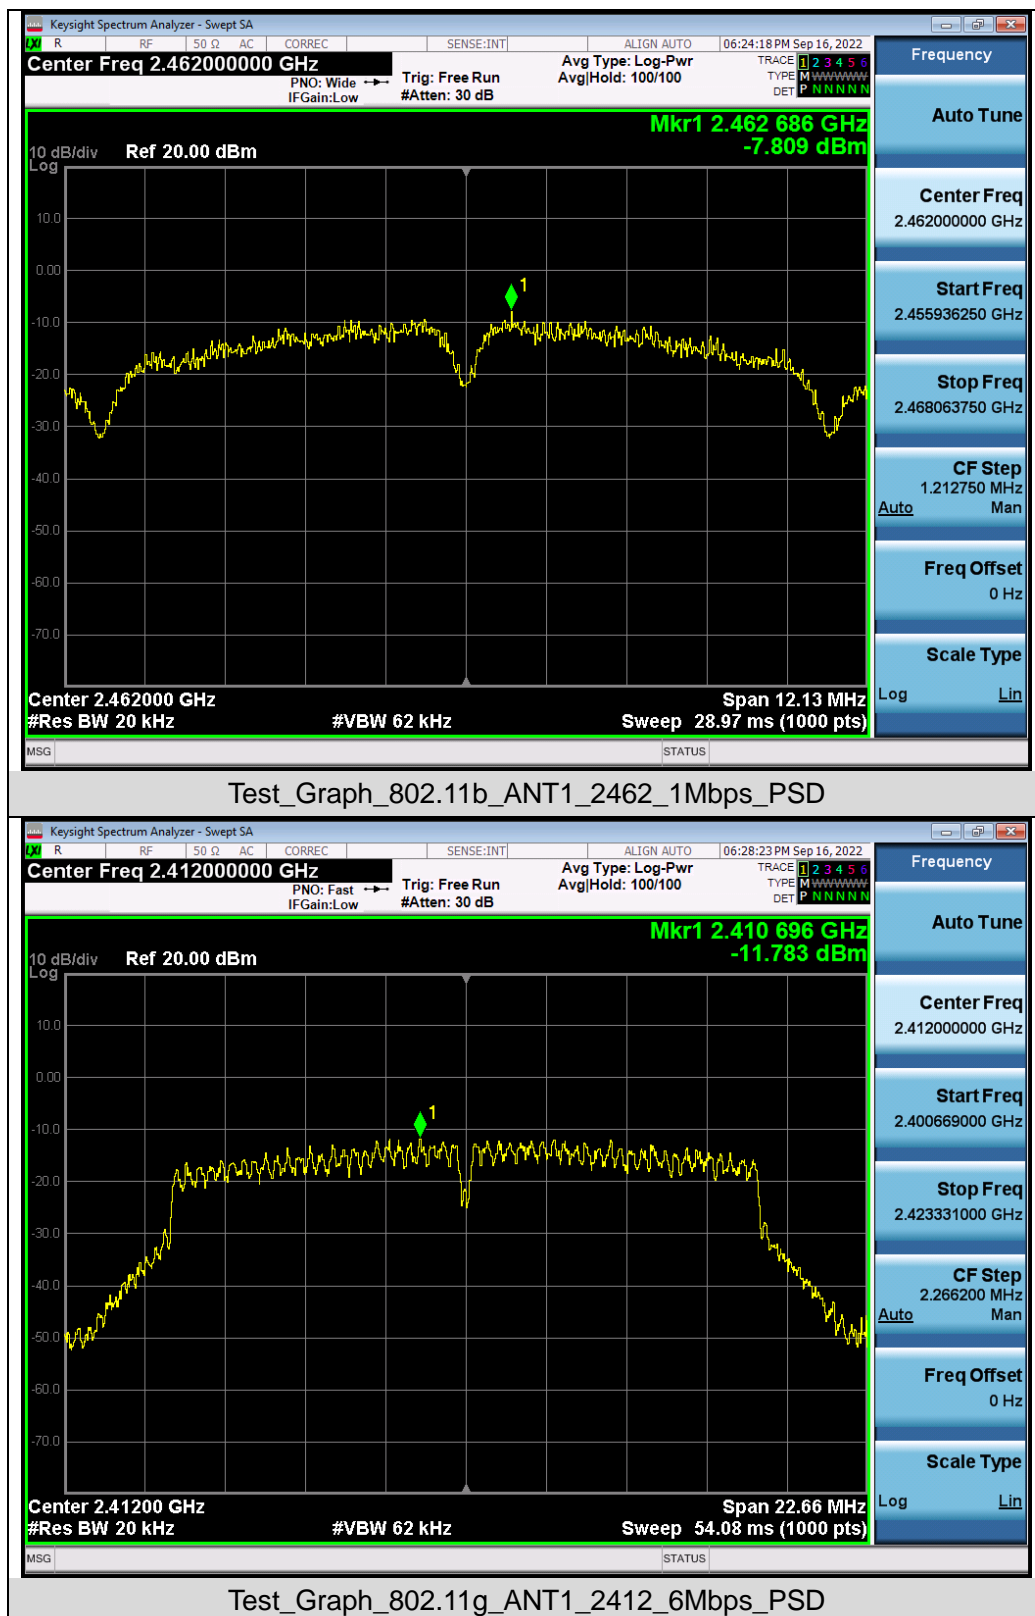 Keysight Spectrum Analyzer - Swept SA
LXI R RF 50 Ω AC CORREC SENSE:INT ALIGN AUTO 06:24:18 PM Sep 16, 2022
Center Freq 2.462000000 GHz
PNO: Wide
IFGain:Low
Trig: Free Run
#Atten: 30 dB
Avg Type: Log-Pwr
Avg|Hold: 100/100
TRACE 1 2 3 4 5 6
TYPE M WWWWW
DET P N N N N N
Mkr1 2.462 686 GHz
-7.809 dBm
10 dB/div Ref 20.00 dBm
Log
10.0
0.00
1
-10.0
-20.0
-30.0
-40.0
-50.0
-60.0
-70.0
Center 2.462000 GHz Span 12.13 MHz
#Res BW 20 kHz #VBW 62 kHz Sweep 28.97 ms (1000 pts)
MSG STATUS
Frequency
Auto Tune
Center Freq
2.462000000 GHz
Start Freq
2.455936250 GHz
Stop Freq
2.468063750 GHz
CF Step
1.212750 MHz
Auto Man
Freq Offset
0 Hz
Scale Type
Log Lin
Test_Graph_802.11b_ANT1_2462_1Mbps_PSD
Keysight Spectrum Analyzer - Swept SA
LXI R RF 50 Ω AC CORREC SENSE:INT ALIGN AUTO 06:28:23 PM Sep 16, 2022
Center Freq 2.412000000 GHz
PNO: Fast
IFGain:Low
Trig: Free Run
#Atten: 30 dB
Avg Type: Log-Pwr
Avg|Hold: 100/100
TRACE 1 2 3 4 5 6
TYPE M WWWWW
DET P N N N N N
Mkr1 2.410 696 GHz
-11.783 dBm
10 dB/div Ref 20.00 dBm
Log
10.0
0.00
1
-10.0
-20.0
-30.0
-40.0
-50.0
-60.0
-70.0
Center 2.41200 GHz Span 22.66 MHz
#Res BW 20 kHz #VBW 62 kHz Sweep 54.08 ms (1000 pts)
MSG STATUS
Frequency
Auto Tune
Center Freq
2.412000000 GHz
Start Freq
2.400669000 GHz
Stop Freq
2.423331000 GHz
CF Step
2.266200 MHz
Auto Man
Freq Offset
0 Hz
Scale Type
Log Lin
Test_Graph_802.11g_ANT1_2412_6Mbps_PSD